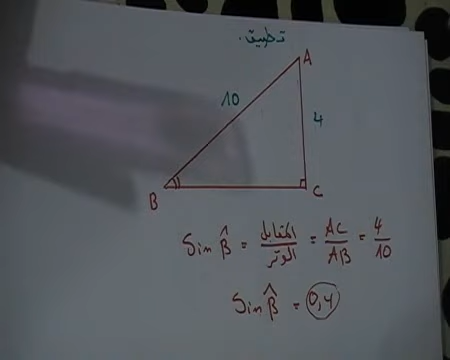 تطبيق.
A
10
4
B
C
Sin B̂ = المقابل/الوتر = AC/AB = 4/10
Sin B̂ = 0,4